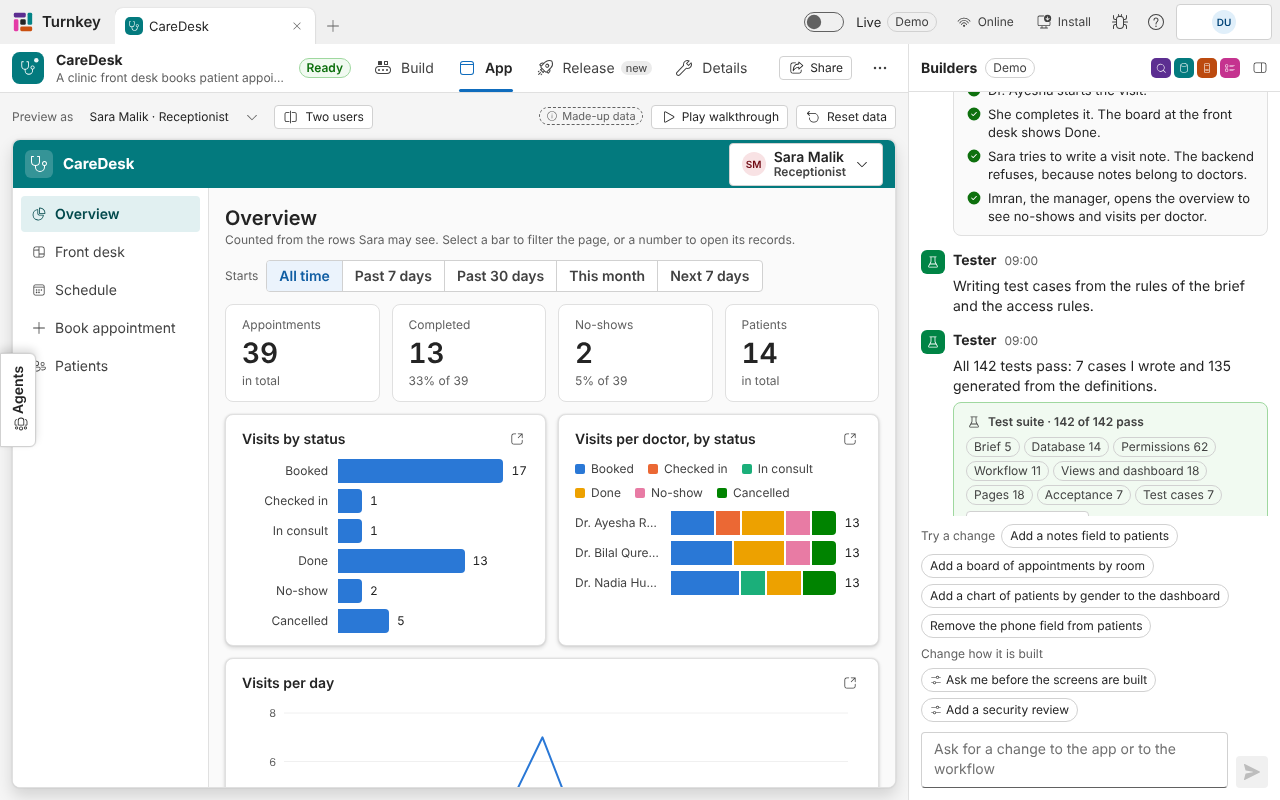 Turnkey
CareDesk
Live
Demo
Online
Install
DU
CareDesk
A clinic front desk books patient appoi...
Ready
Build
App
Release
new
Details
Share
Builders
Demo
Preview as
Sara Malik · Receptionist
Two users
Made-up data
Play walkthrough
Reset data
CareDesk
SM
Sara Malik
Receptionist
Overview
Front desk
Schedule
Book appointment
Patients
Agents
Overview
Counted from the rows Sara may see. Select a bar to filter the page, or a number to open its records.
Starts
All time
Past 7 days
Past 30 days
This month
Next 7 days
Appointments
39
in total
Completed
13
33% of 39
No-shows
2
5% of 39
Patients
14
in total
Visits by status
Booked 17
Checked in 1
In consult 1
Done 13
No-show 2
Cancelled 5
Visits per doctor, by status
Booked Checked in In consult
Done No-show Cancelled
Dr. Ayesha R... 13
Dr. Bilal Qure... 13
Dr. Nadia Hu... 13
Visits per day
8
6
Dr. Ayesha starts the visit.
She completes it. The board at the front
desk shows Done.
Sara tries to write a visit note. The backend
refuses, because notes belong to doctors.
Imran, the manager, opens the overview to
see no-shows and visits per doctor.
Tester 09:00
Writing test cases from the rules of the brief
and the access rules.
Tester 09:00
All 142 tests pass: 7 cases I wrote and 135
generated from the definitions.
Test suite · 142 of 142 pass
Brief 5
Database 14
Permissions 62
Workflow 11
Views and dashboard 18
Pages 18
Acceptance 7
Test cases 7
Try a change
Add a notes field to patients
Add a board of appointments by room
Add a chart of patients by gender to the dashboard
Remove the phone field from patients
Change how it is built
Ask me before the screens are built
Add a security review
Ask for a change to the app or to the
workflow